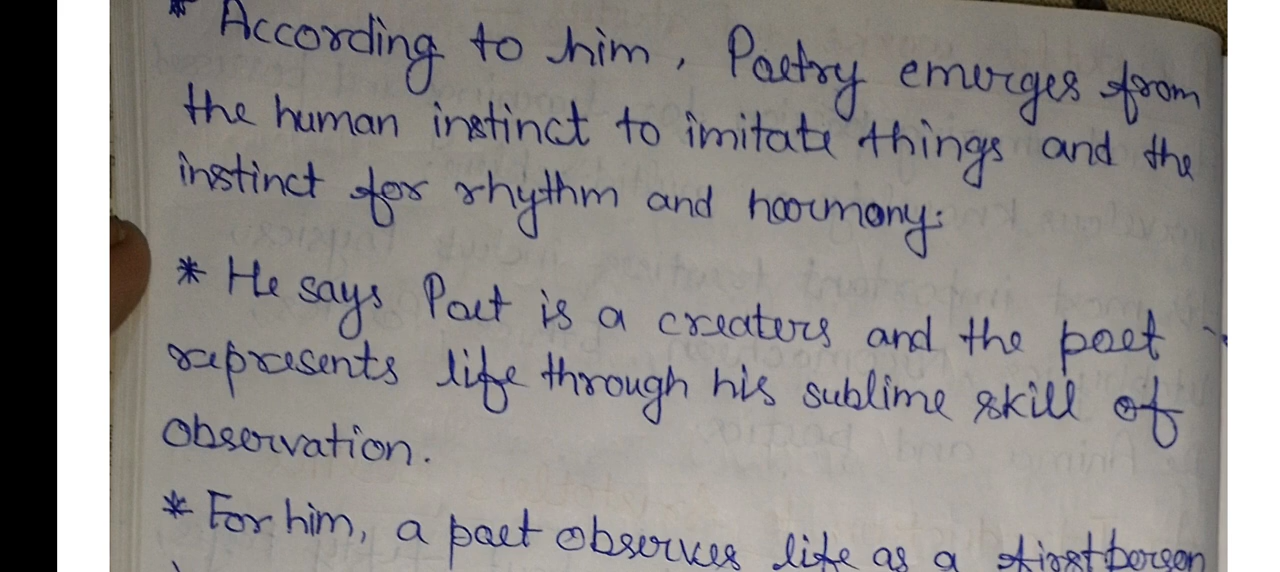 * According to him, Poetry emerges from
the human instinct to imitate things and the
instinct for rhythm and harmony.
* He says Poet is a creators and the poet
represents life through his sublime skill of
observation.
* For him, a poet observes life as a first person